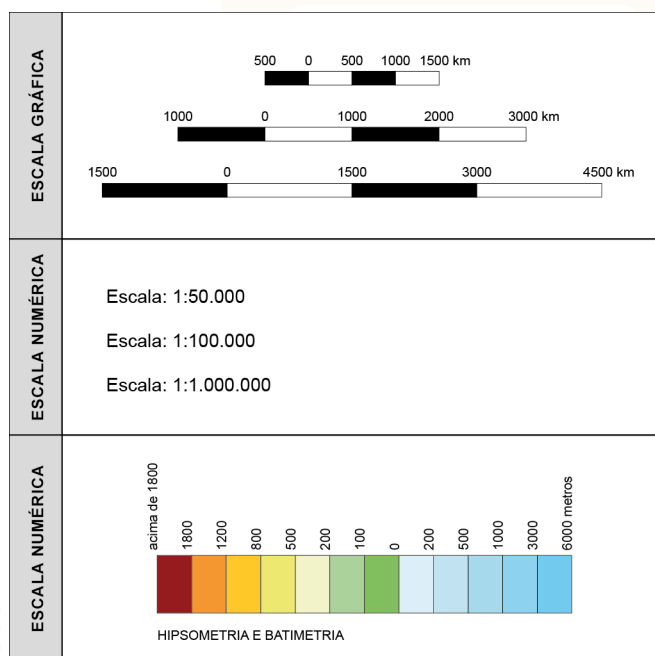 ESCALA GRÁFICA
500 0 500 1000 1500 km
1000 0 1000 2000 3000 km
1500 0 1500 3000 4500 km
ESCALA NUMÉRICA
Escala: 1:50.000
Escala: 1:100.000
Escala: 1:1.000.000
ESCALA NUMÉRICA
acima de 1800 1800 1200 800 500 200 100 0 200 500 1000 3000 6000 metros
HIPSOMETRIA E BATIMETRIA